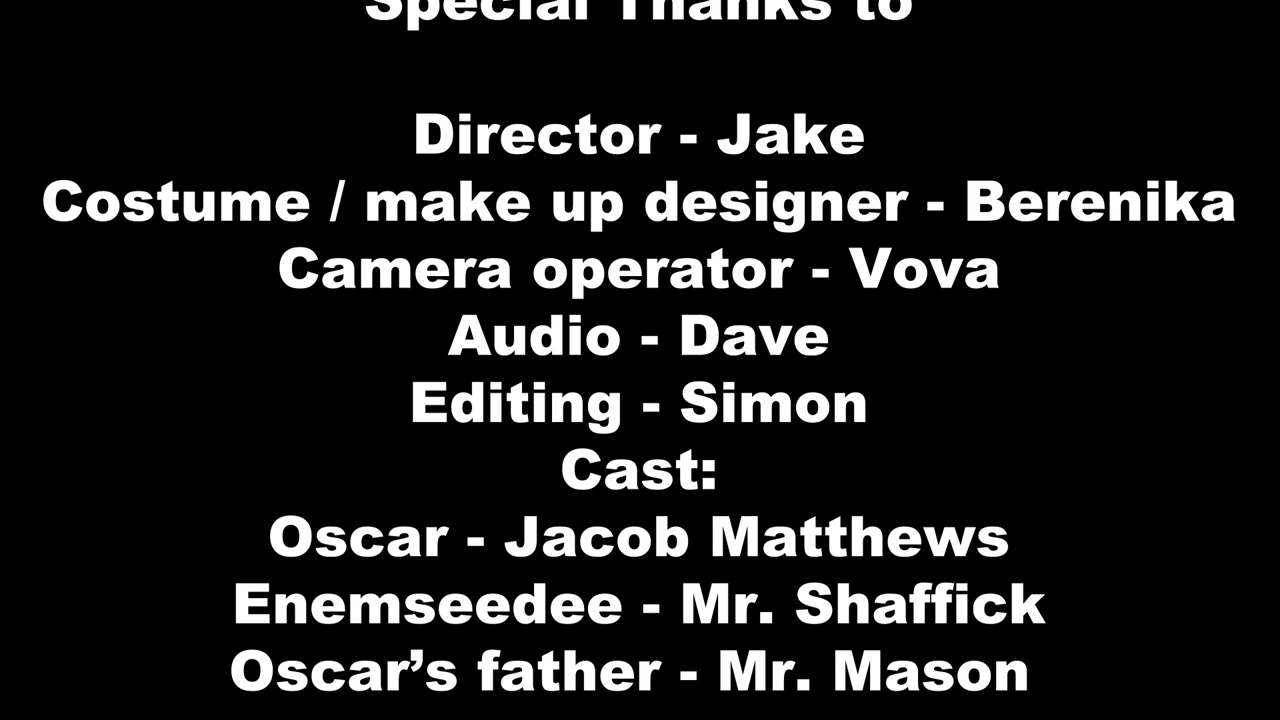 Special Thanks to
Director - Jake
Costume / make up designer - Berenika
Camera operator - Vova
Audio - Dave
Editing - Simon
Cast:
Oscar - Jacob Matthews
Enemseedee - Mr. Shaffick
Oscar’s father - Mr. Mason